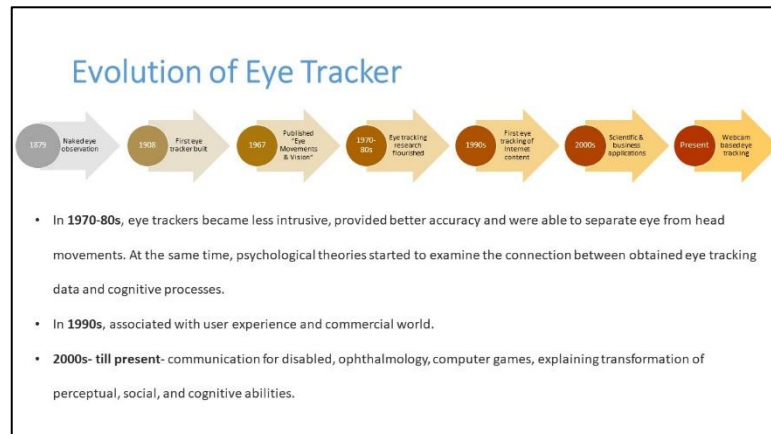 Evolution of Eye Tracker
1879
Naked eye
observation
1908
First eye
tracker built
1967
Published
"Eye
Movements
& Vision"
1970-
80s
Eye tracking
research
flourished
1990s
First eye
tracking of
Internet
content
2000s
Scientific &
business
applications
Present
Webcam
based eye
tracking
• In 1970-80s, eye trackers became less intrusive, provided better accuracy and were able to separate eye from head
movements. At the same time, psychological theories started to examine the connection between obtained eye tracking
data and cognitive processes.
• In 1990s, associated with user experience and commercial world.
• 2000s- till present- communication for disabled, ophthalmology, computer games, explaining transformation of
perceptual, social, and cognitive abilities.